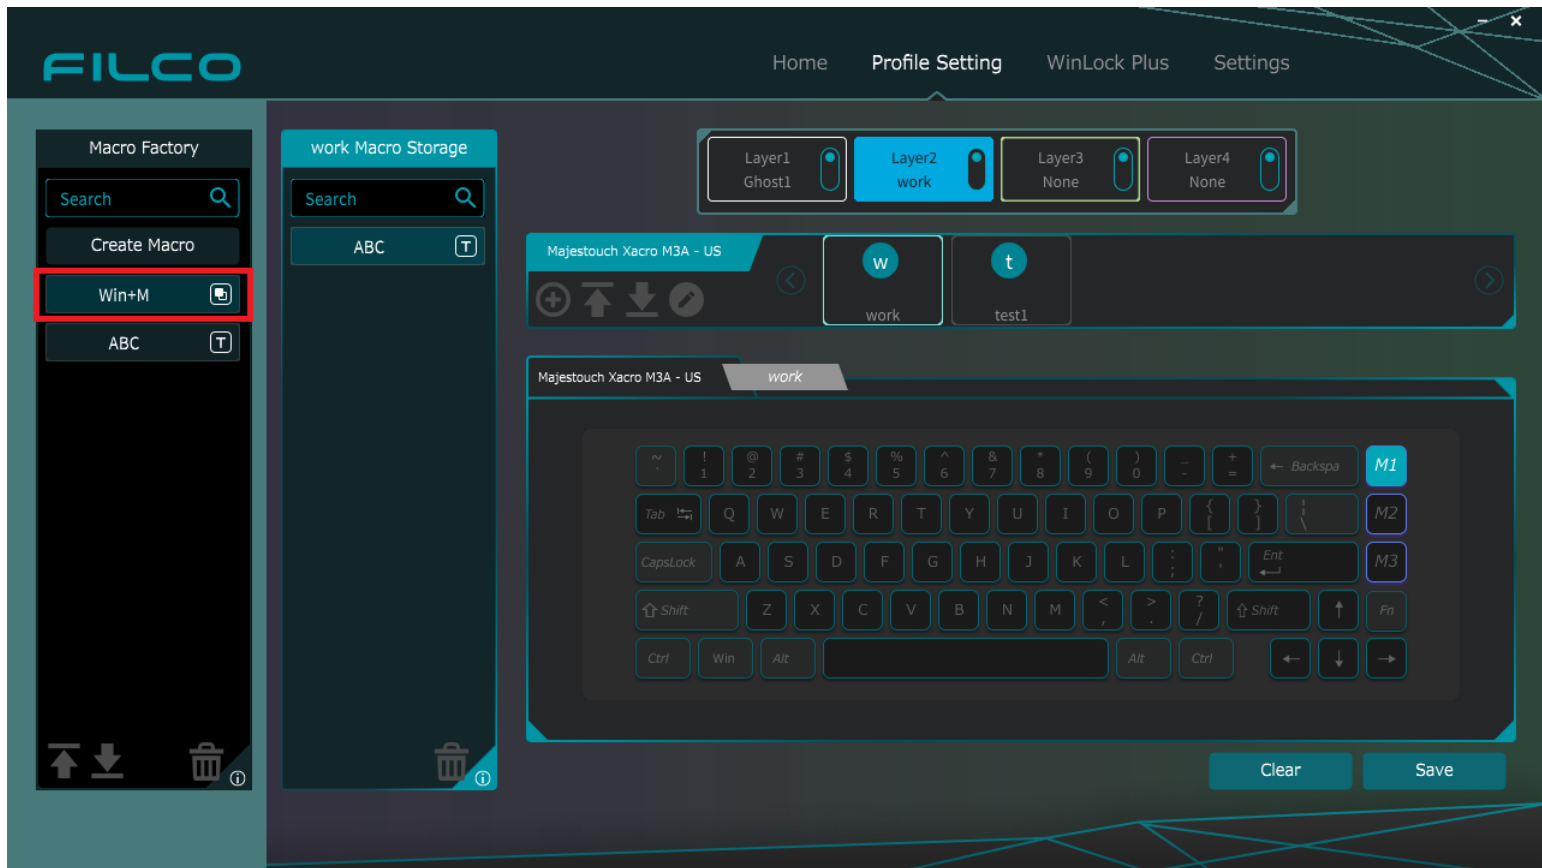 FILCO
Home Profile Setting WinLock Plus Settings
Macro Factory
Search
Create Macro
Win+M
ABC T
work Macro Storage
Search
ABC T
Layer1
Ghost1
Layer2
work
Layer3
None
Layer4
None
Majestouch Xacro M3A - US
w
work
t
test1
Majestouch Xacro M3A - US work
~ ! @ # $ % ^ & * ( ) _ +
` 1 2 3 4 5 6 7 8 9 0 - = ← Backspa M1
Tab Q W E R T Y U I O P { [ } ] ¦ \ M2
CapsLock A S D F G H J K L : ; " ' Ent M3
Shift Z X C V B N M < , > . ? / Shift ↑ Fn
Ctrl Win Alt Alt Ctrl ← ↓ →
Clear Save